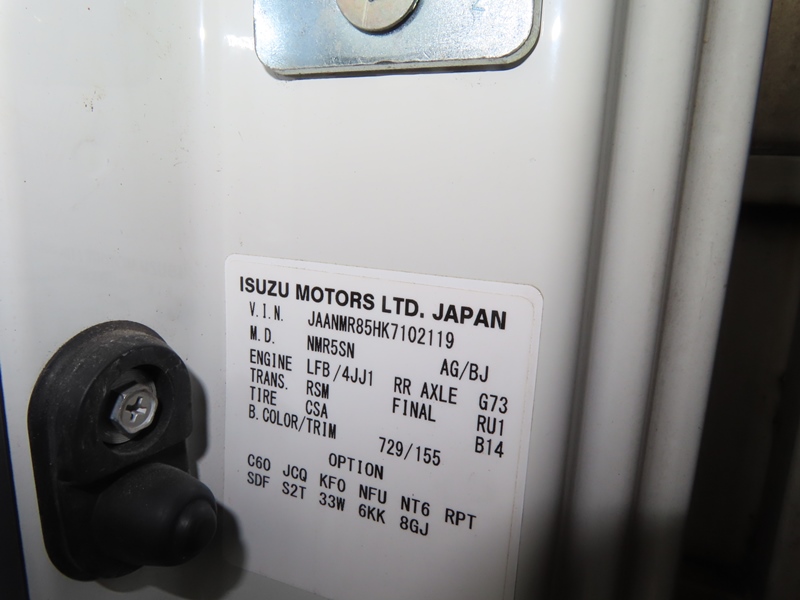 ISUZU MOTORS LTD. JAPAN
V.I.N. JAANMR85HK7102119
M.D. NMR5SN AG/BJ
ENGINE LFB/4JJ1 RR AXLE G73
TRANS. RSM FINAL RU1
TIRE CSA B14
B.COLOR/TRIM 729/155
OPTION
C60 JCQ KFO NFU NT6 RPT
SDF S2T 33W 6KK 8GJ